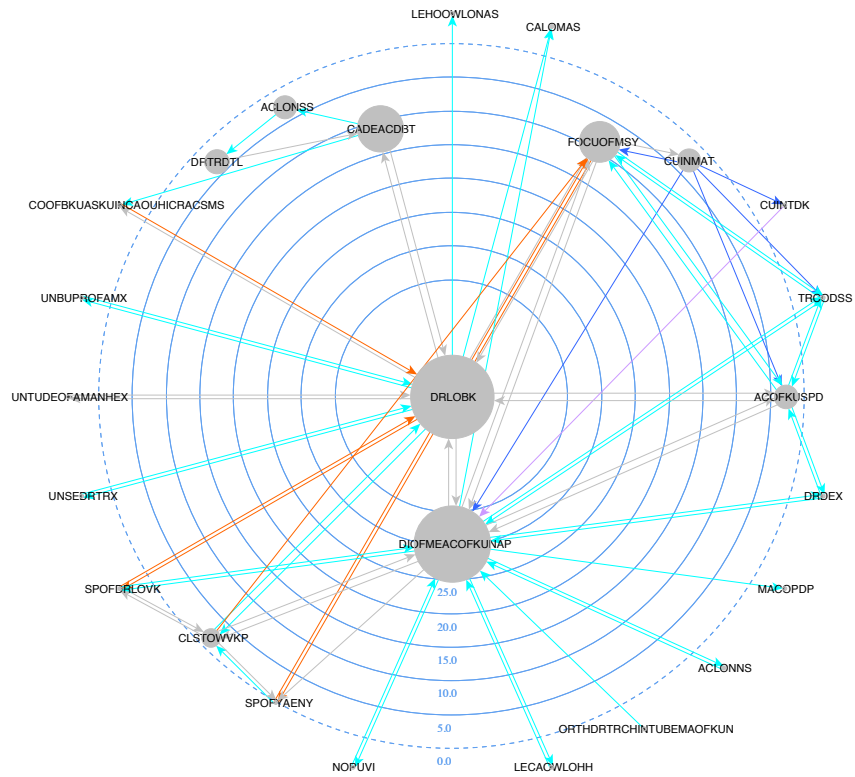 LEHOOWLONAS
CALOMAS
ACLONSS
CADEACDBT
FOCUOFMSY
DFTRDTL
CUINMAT
COOFBKUASKUINCAOUHICRACSMS
CUINTDK
UNBUPROFAMX
TRCODSS
UNTUDEOFAMANHEX
DRLOBK
ACOFKUSPD
UNSEDRTRX
DRDEX
DIOFMEACOFKUNAP
SPOFDRLOVK
25.0
MACOPDP
20.0
CLSTOWVKP
15.0
ACLONNS
10.0
SPOFYAENY
5.0
ORTHDRTRCHINTUBEMAOFKUN
0.0
NOPUVI
LECAOWLOHH